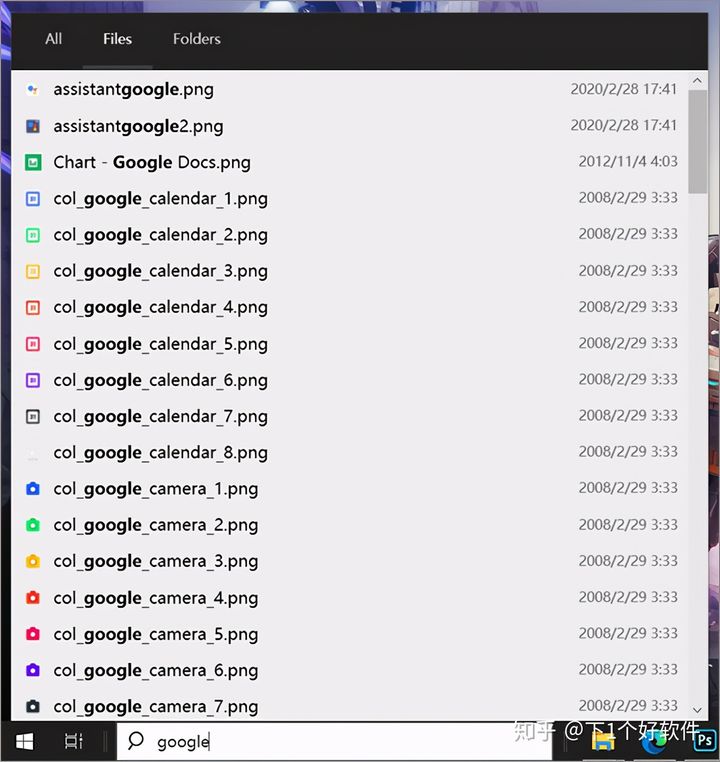 All Files Folders
assistantgoogle.png 2020/2/28 17:41
assistantgoogle2.png 2020/2/28 17:41
Chart - Google Docs.png 2012/11/4 4:03
col_google_calendar_1.png 2008/2/29 3:33
col_google_calendar_2.png 2008/2/29 3:33
col_google_calendar_3.png 2008/2/29 3:33
col_google_calendar_4.png 2008/2/29 3:33
col_google_calendar_5.png 2008/2/29 3:33
col_google_calendar_6.png 2008/2/29 3:33
col_google_calendar_7.png 2008/2/29 3:33
col_google_calendar_8.png 2008/2/29 3:33
col_google_camera_1.png 2008/2/29 3:33
col_google_camera_2.png 2008/2/29 3:33
col_google_camera_3.png 2008/2/29 3:33
col_google_camera_4.png 2008/2/29 3:33
col_google_camera_5.png 2008/2/29 3:33
col_google_camera_6.png 2008/2/29 3:33
col_google_camera_7.png 2008/2/29 3:33
知乎 @下1个好软件
google Ps